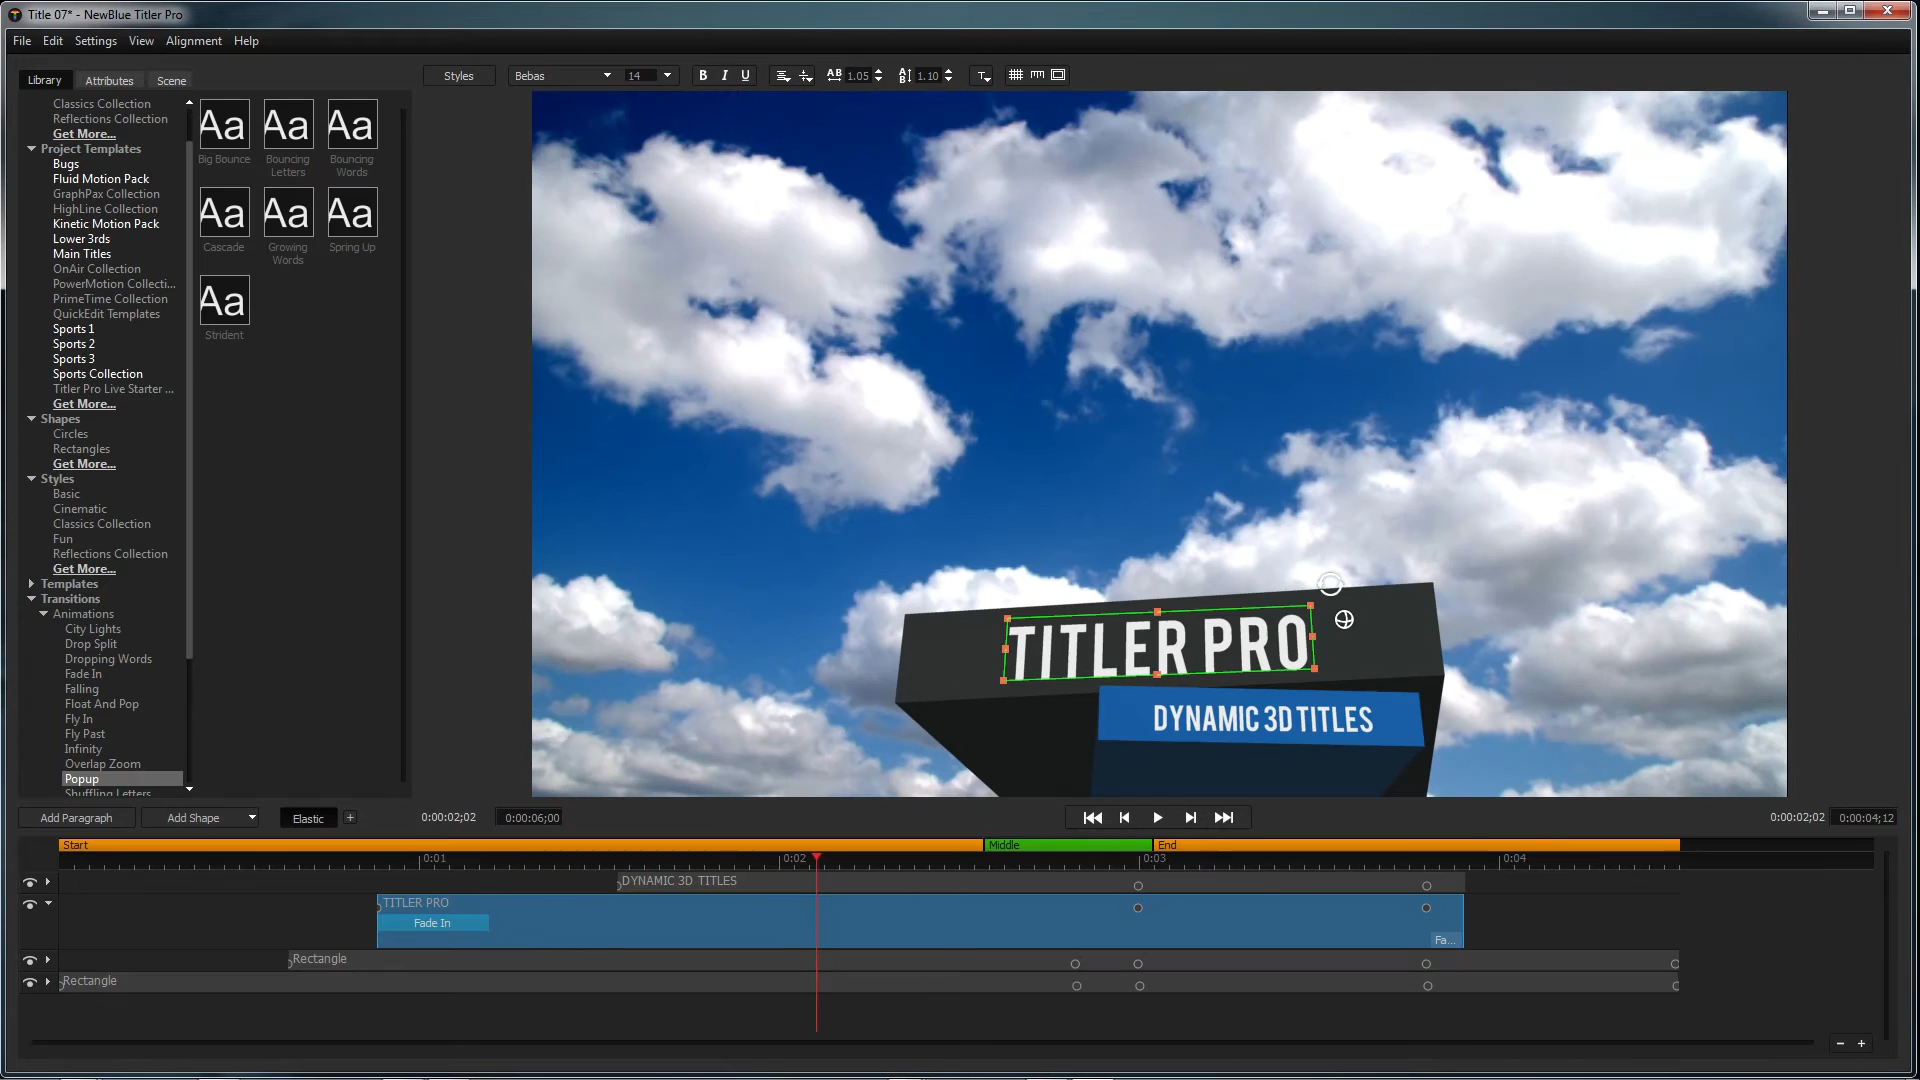 Title 07* - NewBlue Titler Pro
File Edit Settings View Alignment Help
Library Attributes Scene
Styles Bebas 14 B I U AB 1.05 1.10
Classics Collection
Reflections Collection
Get More...
Project Templates
Bugs
Fluid Motion Pack
GraphPax Collection
HighLine Collection
Kinetic Motion Pack
Lower 3rds
Main Titles
OnAir Collection
PowerMotion Collecti...
PrimeTime Collection
QuickEdit Templates
Sports 1
Sports 2
Sports 3
Sports Collection
Titler Pro Live Starter ...
Get More...
Shapes
Circles
Rectangles
Get More...
Styles
Basic
Cinematic
Classics Collection
Fun
Reflections Collection
Get More...
Templates
Transitions
Animations
City Lights
Drop Split
Dropping Words
Fade In
Falling
Float And Pop
Fly In
Fly Past
Infinity
Overlap Zoom
Popup
Shuffling Letters
Aa Aa Aa
Big Bounce Bouncing Letters Bouncing Words
Aa Aa Aa
Cascade Growing Words Spring Up
Aa
Strident
TITLER PRO
DYNAMIC 3D TITLES
Add Paragraph Add Shape Elastic + 0:00:02;02 0:00:06;00 0:00:02;02 0:00:04;12
Start Middle End
0:01 0:02 0:03 0:04
DYNAMIC 3D TITLES
TITLER PRO
Fade In
Fa...
Rectangle
Rectangle